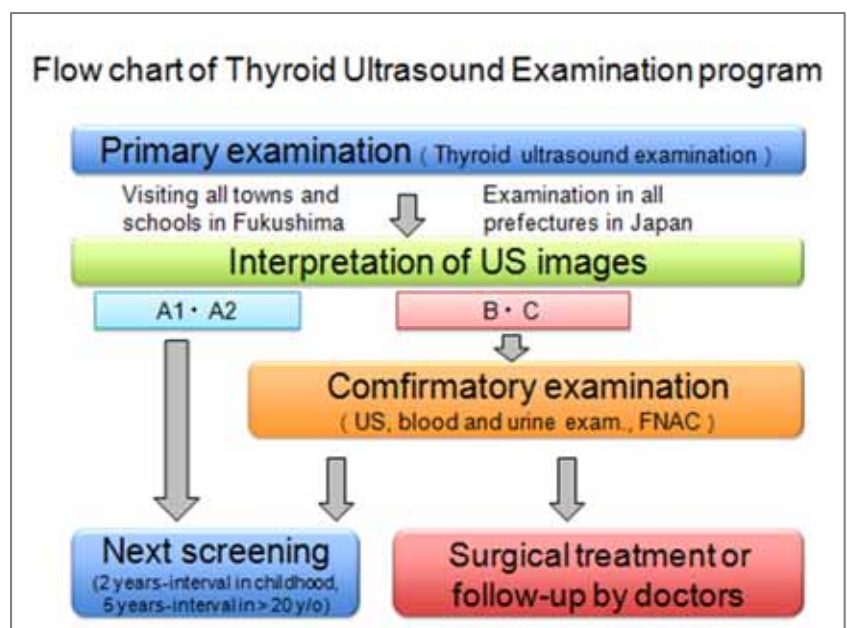 Flow chart of Thyroid Ultrasound Examination program
Primary examination ( Thyroid ultrasound examination )
Visiting all towns and
schools in Fukushima
Examination in all
prefectures in Japan
Interpretation of US images
A1・A2
B・C
Comfirmatory examination
( US, blood and urine exam., FNAC )
Next screening
(2 years-interval in childhood,
5 years-interval in > 20 y/o)
Surgical treatment or
follow-up by doctors